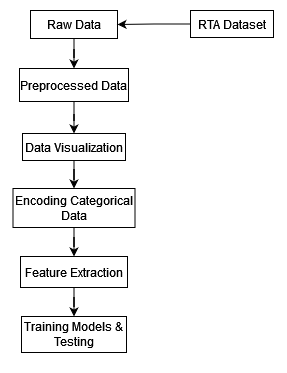 Raw Data
RTA Dataset
Preprocessed Data
Data Visualization
Encoding Categorical
Data
Feature Extraction
Training Models &
Testing